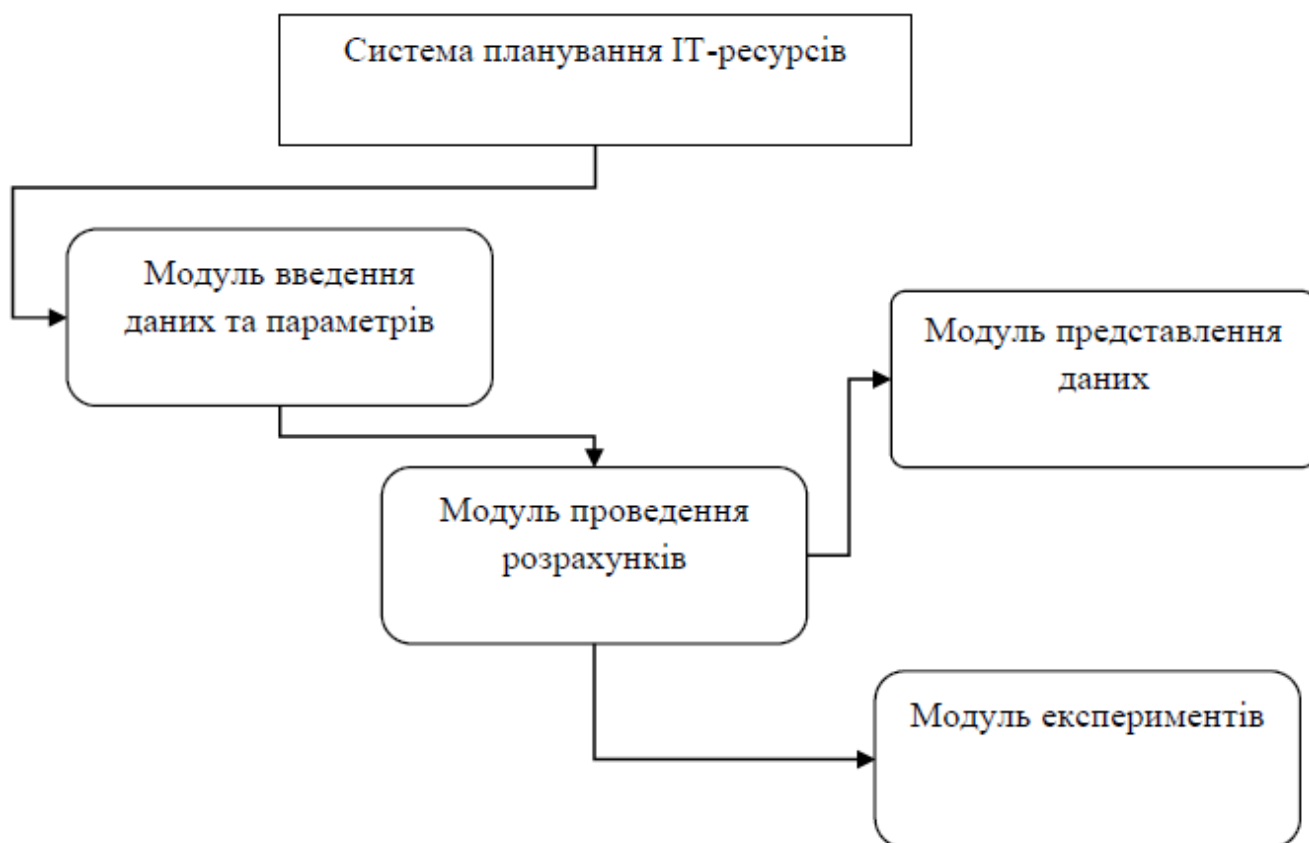 Система планування ІТ-ресурсів
Модуль введення
даних та параметрів
Модуль представлення
даних
Модуль проведення
розрахунків
Модуль експериментів